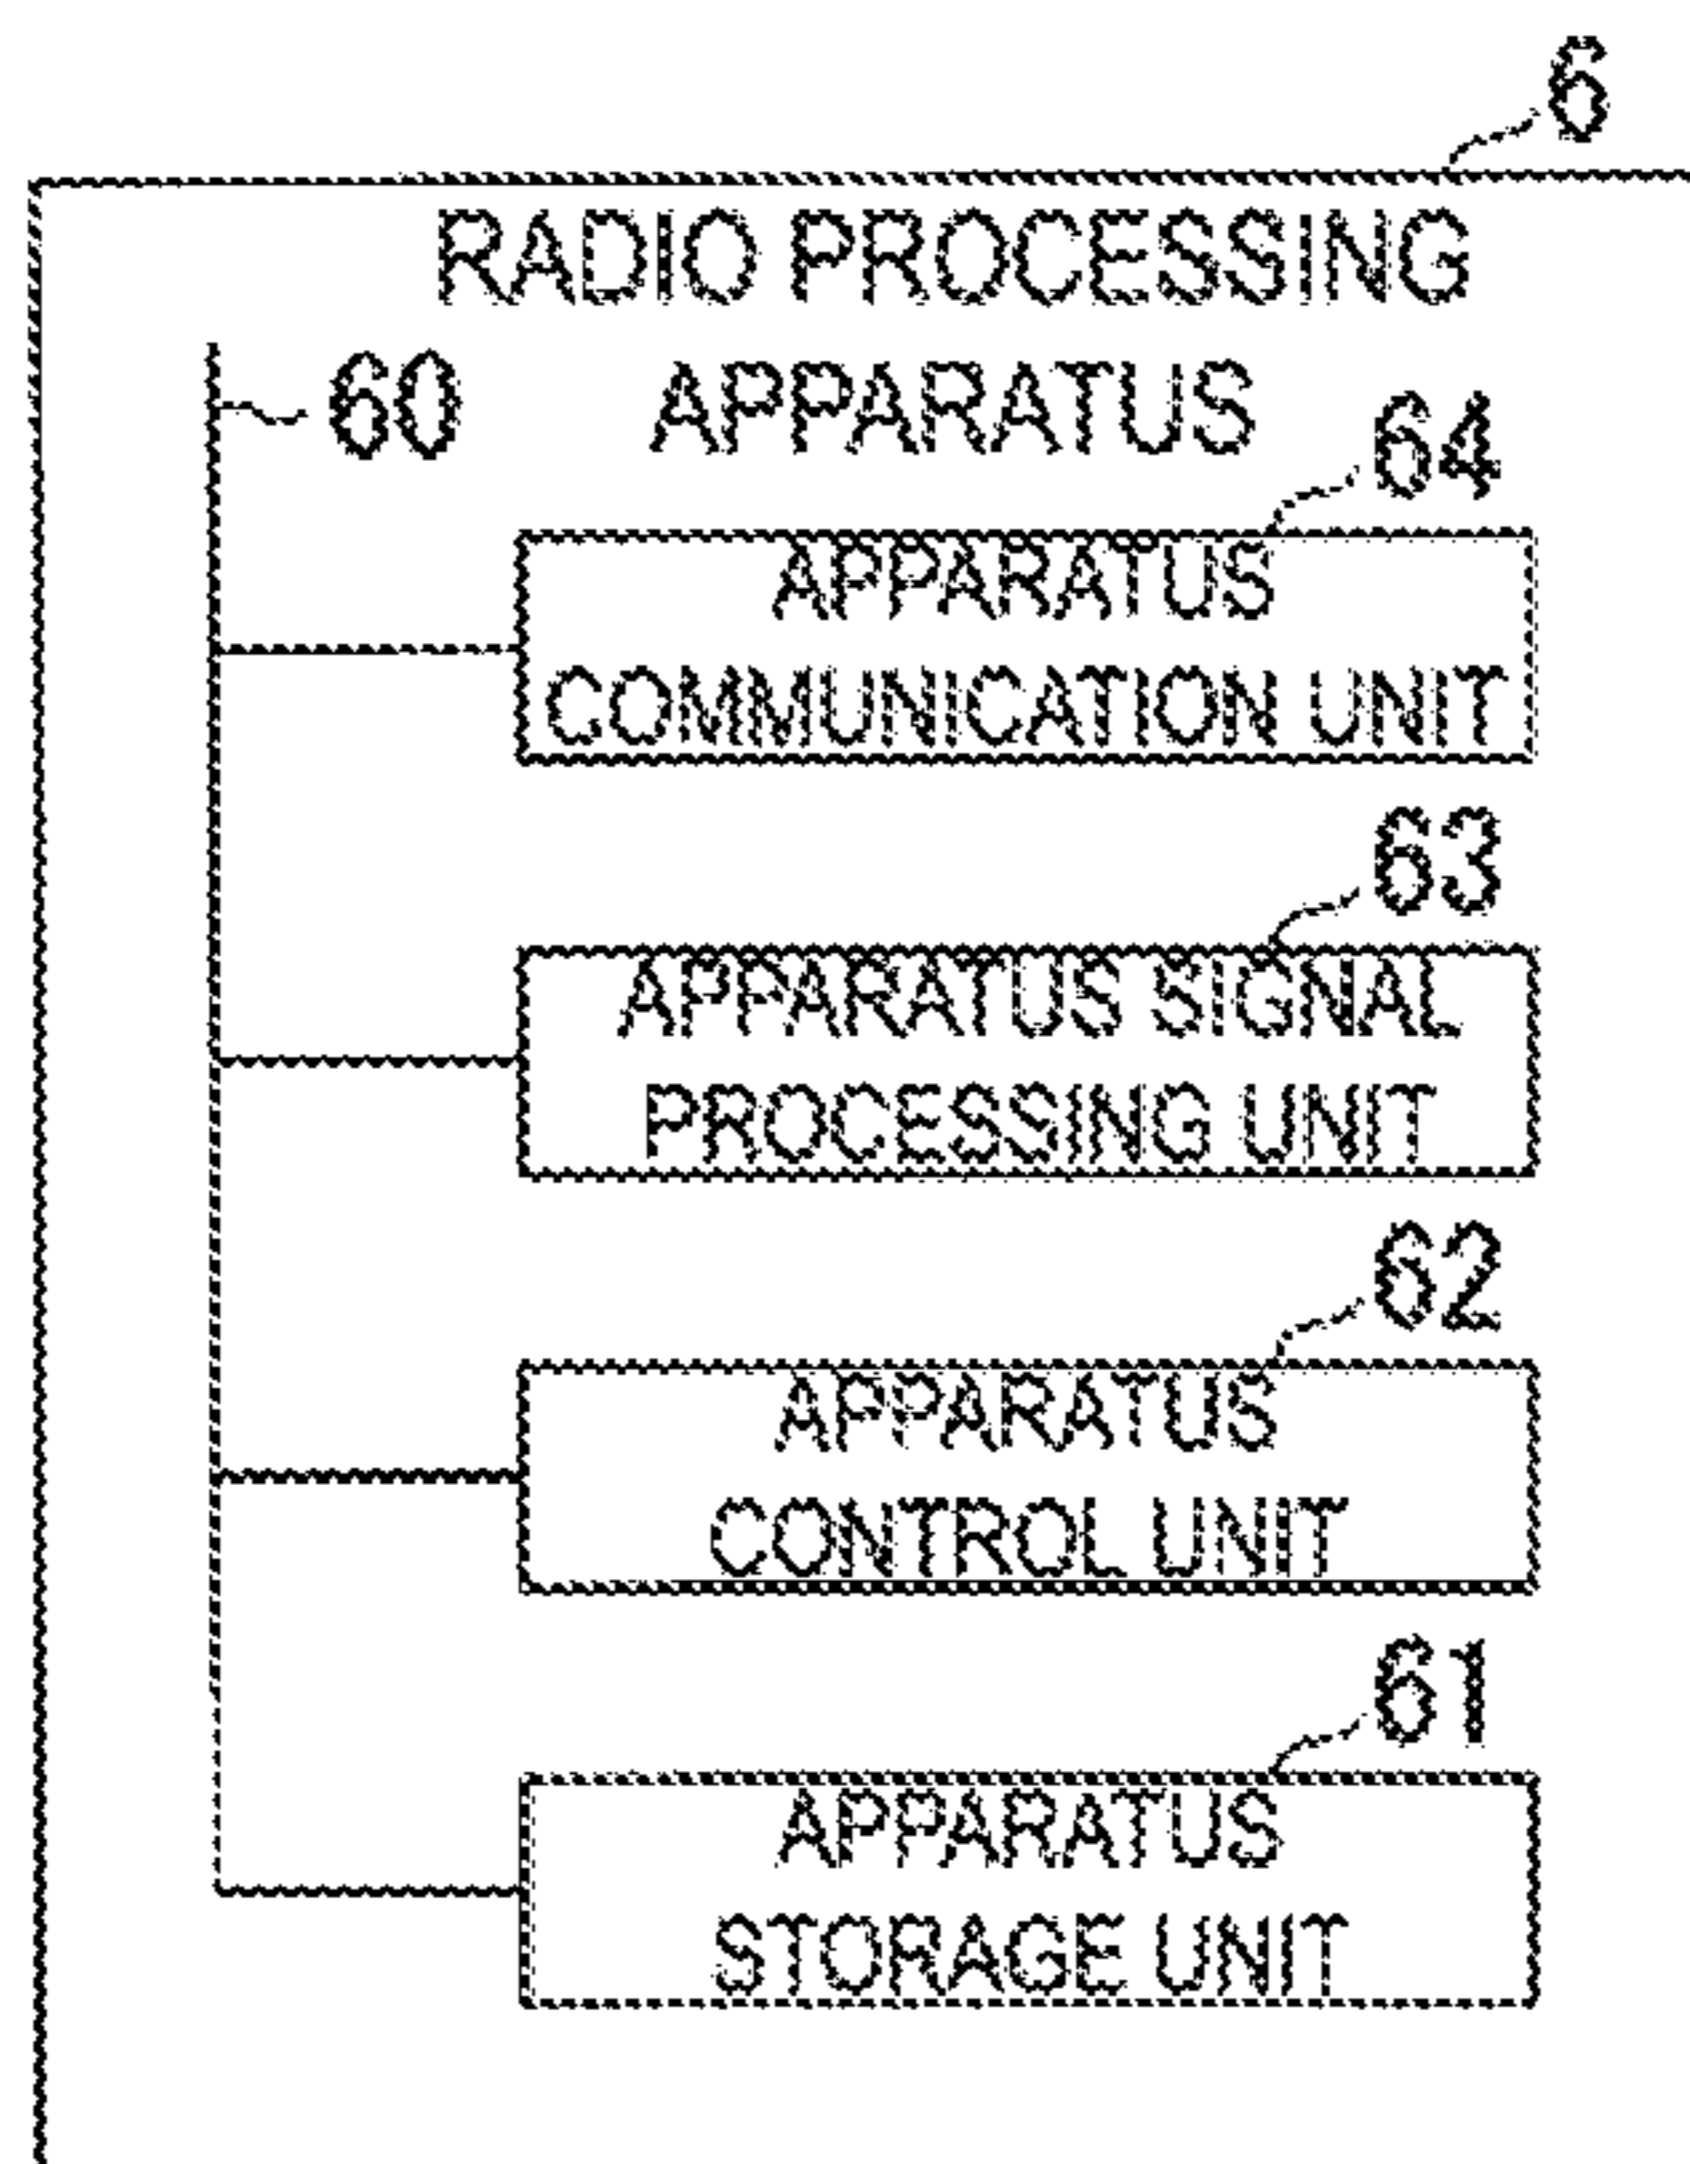 6
RADIO PROCESSING
60
APPARATUS
64
APPARATUS
COMMUNICATION UNIT
63
APPARATUS SIGNAL
PROCESSING UNIT
62
APPARATUS
CONTROL UNIT
61
APPARATUS
STORAGE UNIT